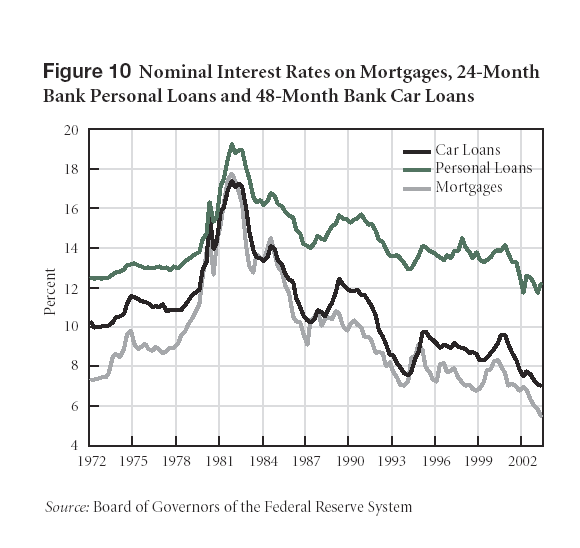 Figure 10 Nominal Interest Rates on Mortgages, 24-Month
Bank Personal Loans and 48-Month Bank Car Loans
20
18
16
14
12
10
8
6
4
Percent
Car Loans
Personal Loans
Mortgages
1972 1975 1978 1981 1984 1987 1990 1993 1996 1999 2002
Source: Board of Governors of the Federal Reserve System